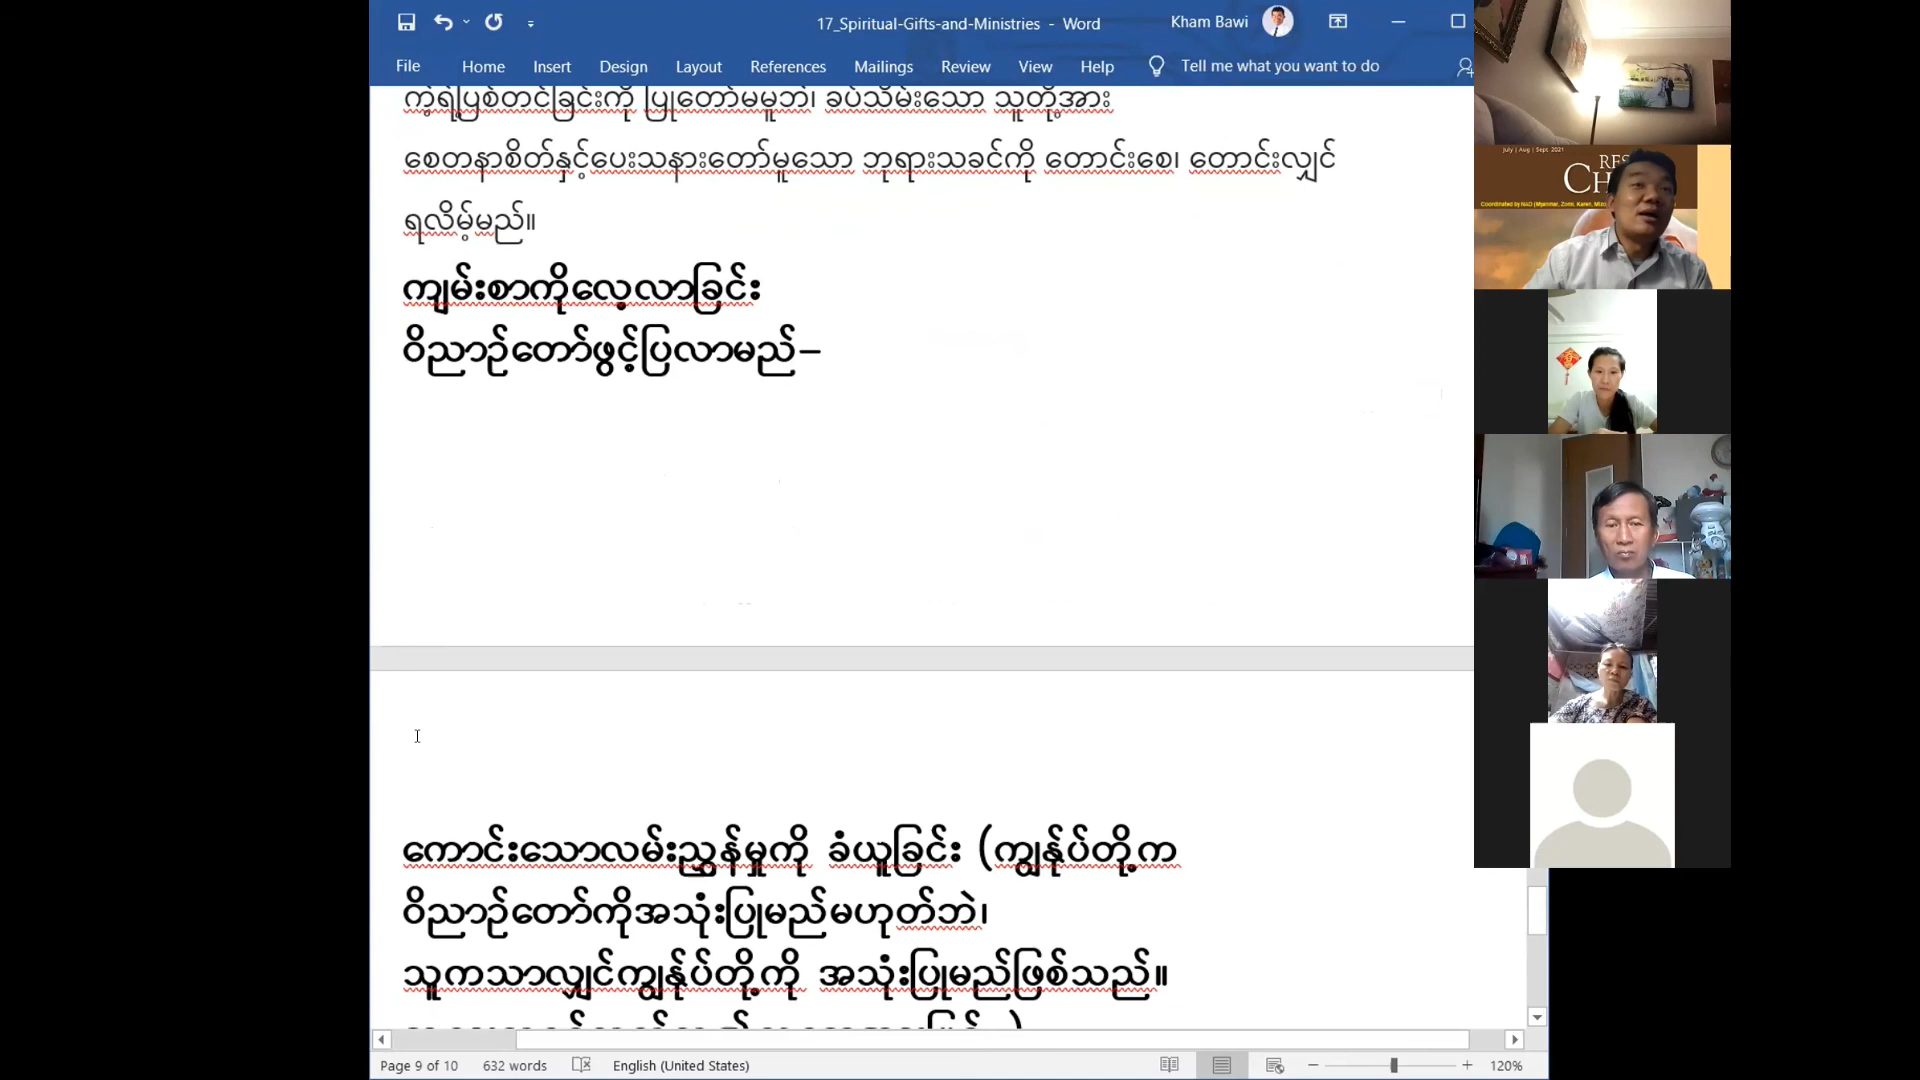 17_Spiritual-Gifts-and-Ministries - Word
Kham Bawi
File Home Insert Design Layout References Mailings Review View Help Tell me what you want to do
ကဲ့ရဲ့ပြစ်တင်ခြင်းကို ပြုတော်မမူဘဲ၊ ခပ်သိမ်းသော သူတို့အား
စေတနာစိတ်နှင့်ပေးသနားတော်မူသော ဘုရားသခင်ကို တောင်းစေ၊ တောင်းလျှင်
ရလိမ့်မည်။
ကျမ်းစာကိုလေ့လာခြင်း
ဝိညာဉ်တော်ဖွင့်ပြလာမည်–
ကောင်းသောလမ်းညွှန်မှုကို ခံယူခြင်း (ကျွန်ုပ်တို့က
ဝိညာဉ်တော်ကိုအသုံးပြုမည်မဟုတ်ဘဲ၊
သူကသာလျှင်ကျွန်ုပ်တို့ကို အသုံးပြုမည်ဖြစ်သည်။
Page 9 of 10 632 words English (United States) 120%
July | Aug | Sept 2021